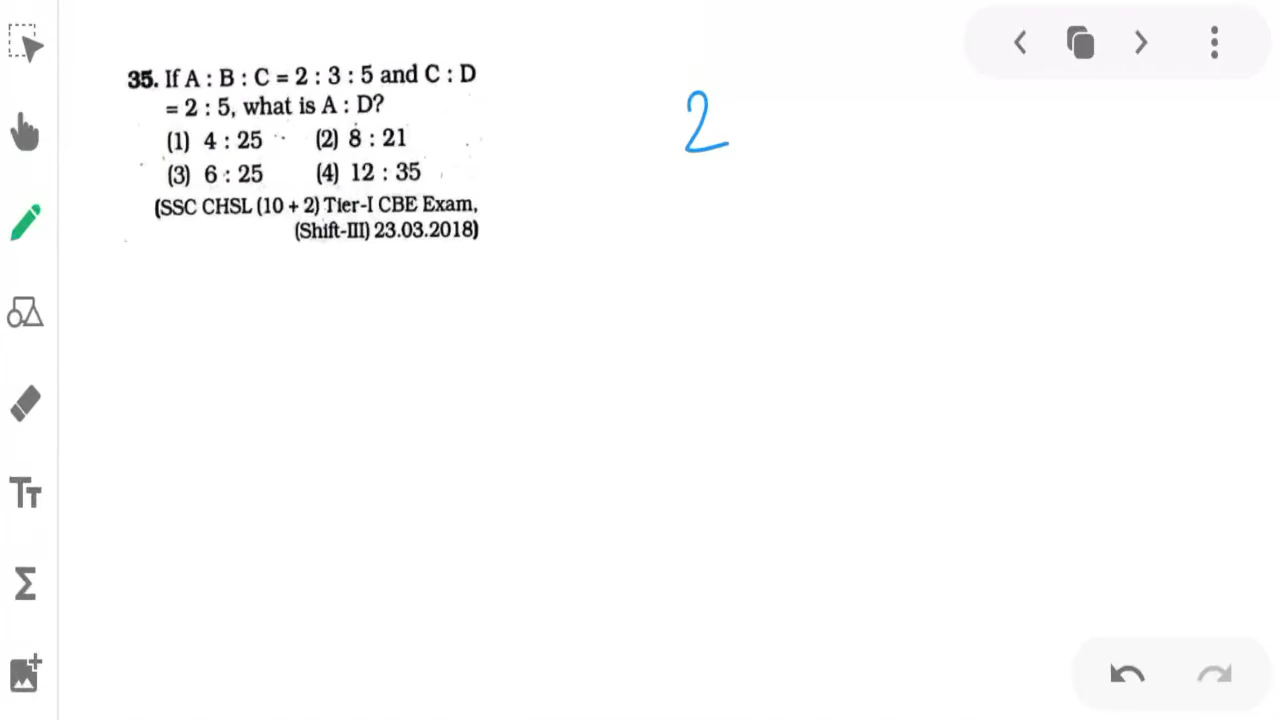 35. If A : B : C = 2 : 3 : 5 and C : D
= 2 : 5, what is A : D?
(1) 4 : 25 (2) 8 : 21
(3) 6 : 25 (4) 12 : 35
(SSC CHSL (10 + 2) Tier-I CBE Exam,
(Shift-III) 23.03.2018)
2
Tт
Σ